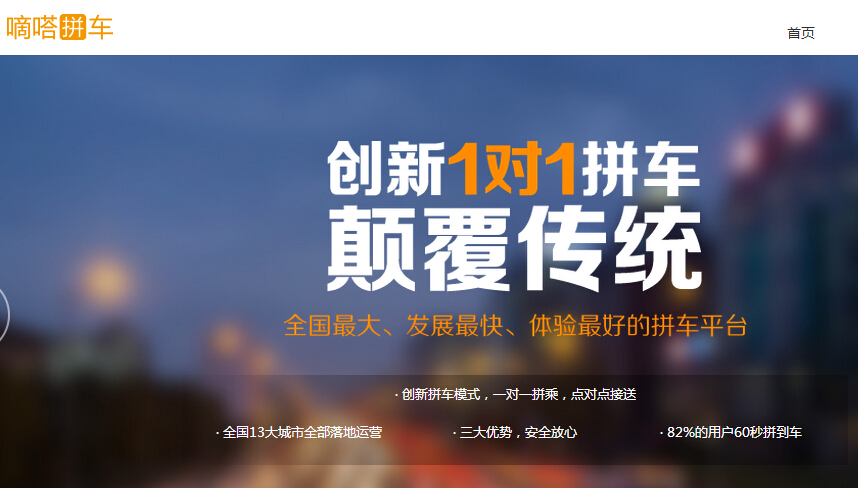 嘀嗒拼车
首页
创新1对1拼车
颠覆传统
全国最大、发展最快、体验最好的拼车平台
· 创新拼车模式，一对一拼乘，点对点接送
· 全国13大城市全部落地运营 · 三大优势，安全放心 · 82%的用户60秒拼到车